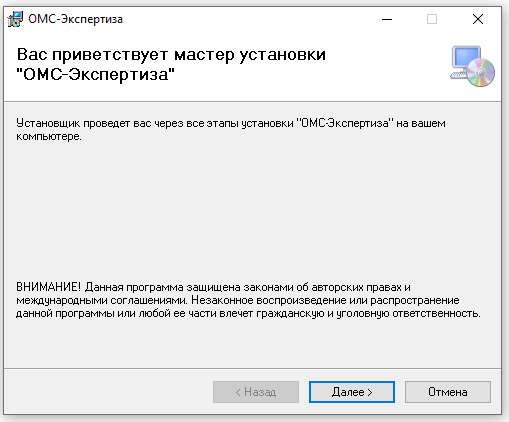 ОМС-Экспертиза
Вас приветствует мастер установки
"ОМС-Экспертиза"
Установщик проведет вас через все этапы установки "ОМС-Экспертиза" на вашем
компьютере.
ВНИМАНИЕ! Данная программа защищена законами об авторских правах и
международными соглашениями. Незаконное воспроизведение или распространение
данной программы или любой ее части влечет гражданскую и уголовную ответственность.
< Назад
Далее >
Отмена